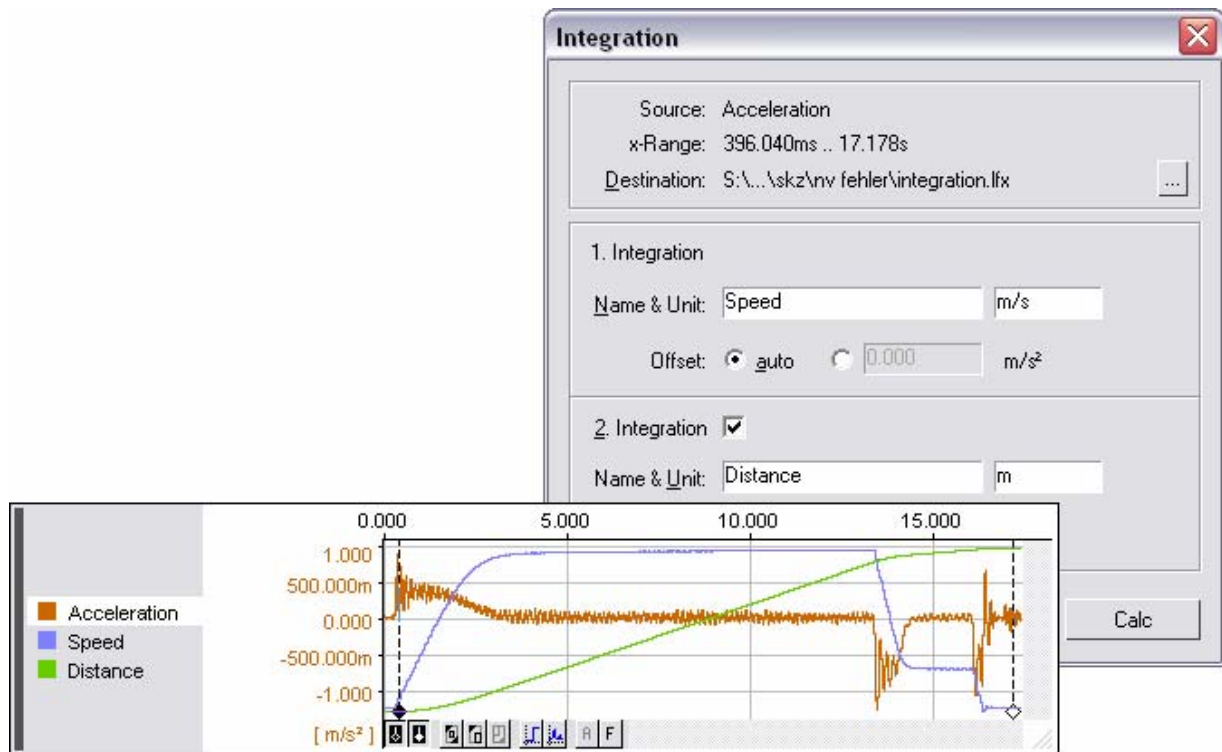 Integration
Source: Acceleration
x-Range: 396.040ms .. 17.178s
Destination: S:\...\skz\nv fehler\integration.lfx
...
1. Integration
Name & Unit: Speed m/s
Offset: auto 0.000 m/s²
2. Integration
Name & Unit: Distance m
Calc
0.000 5.000 10.000 15.000
1.000
500.000m
0.000
-500.000m
-1.000
[ m/s² ]
Acceleration
Speed
Distance
A F